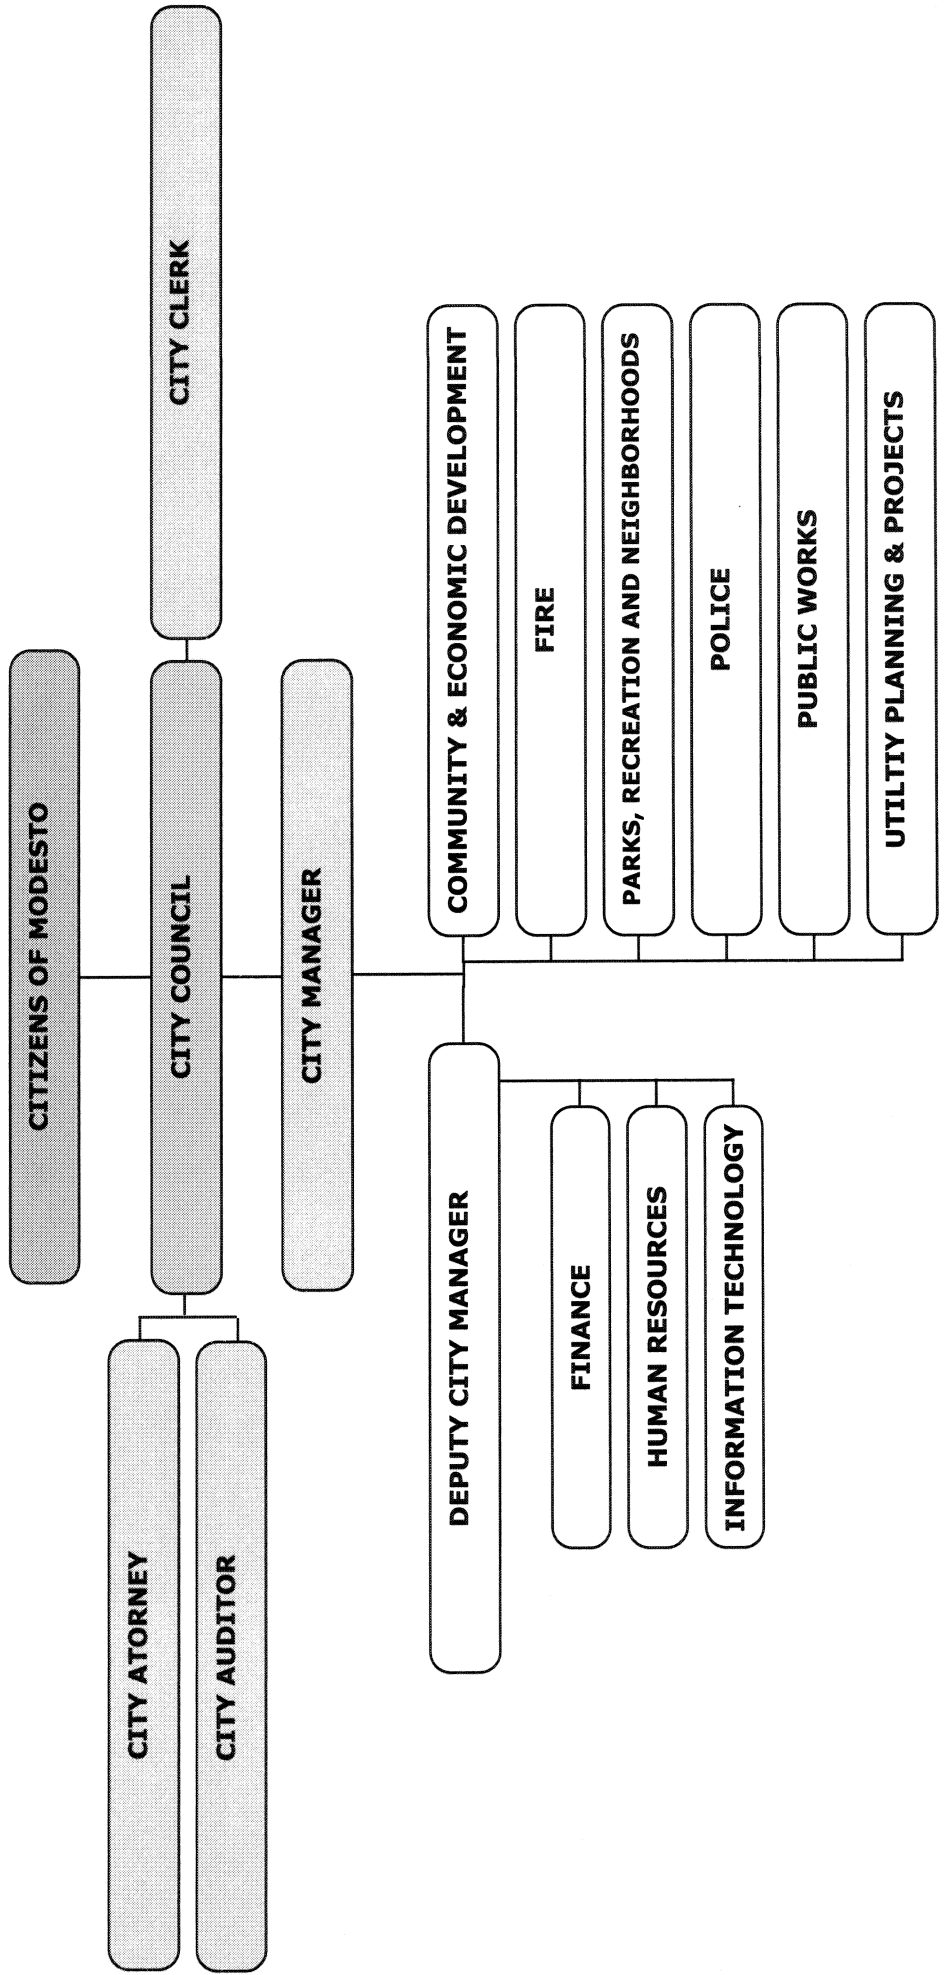 CITIZENS OF MODESTO
CITY ATORNEY
CITY AUDITOR
CITY COUNCIL
CITY CLERK
CITY MANAGER
DEPUTY CITY MANAGER
FINANCE
HUMAN RESOURCES
INFORMATION TECHNOLOGY
COMMUNITY & ECONOMIC DEVELOPMENT
FIRE
PARKS, RECREATION AND NEIGHBORHOODS
POLICE
PUBLIC WORKS
UTILTIY PLANNING & PROJECTS